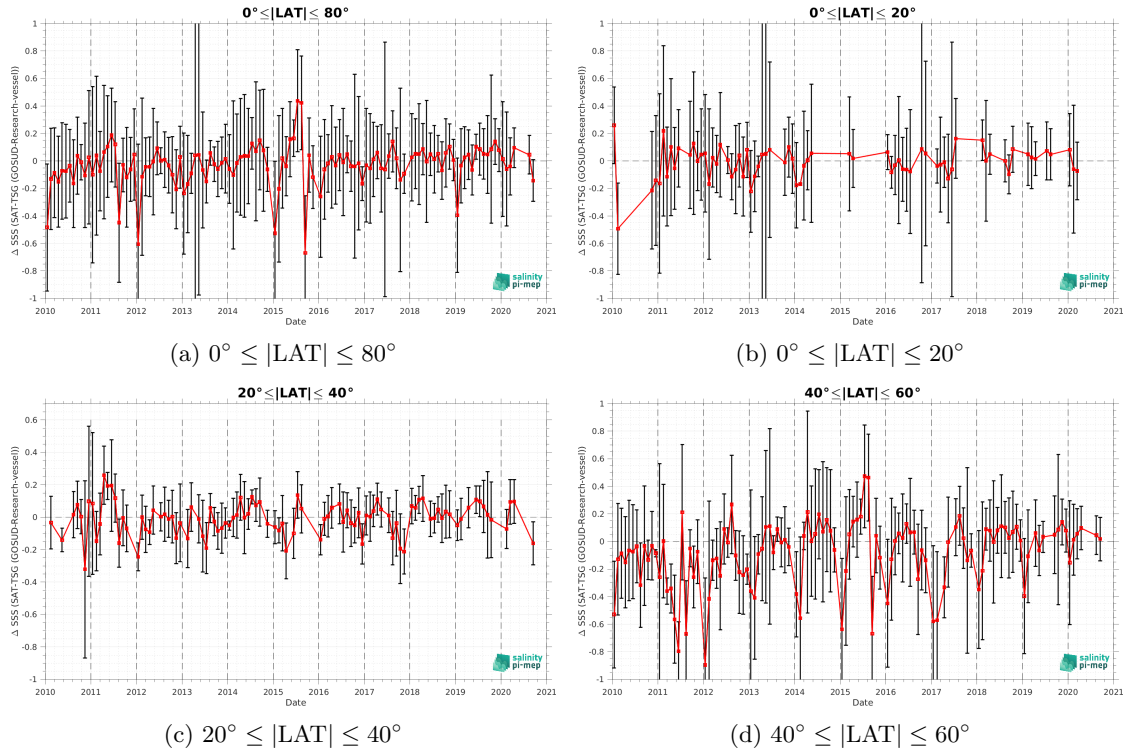 0°≤|LAT|≤ 80°
Δ SSS (SAT-TSG (GOSUD-Research-vessel))
1
0.8
0.6
0.4
0.2
0
-0.2
-0.4
-0.6
-0.8
-1
2010 2011 2012 2013 2014 2015 2016 2017 2018 2019 2020 2021
Date
salinity
pi-mep
(a) 0° ≤ |LAT| ≤ 80°
0°≤|LAT|≤ 20°
Δ SSS (SAT-TSG (GOSUD-Research-vessel))
1
0.8
0.6
0.4
0.2
0
-0.2
-0.4
-0.6
-0.8
-1
2010 2011 2012 2013 2014 2015 2016 2017 2018 2019 2020 2021
Date
salinity
pi-mep
(b) 0° ≤ |LAT| ≤ 20°
20°≤|LAT|≤ 40°
Δ SSS (SAT-TSG (GOSUD-Research-vessel))
0.6
0.4
0.2
0
-0.2
-0.4
-0.6
-0.8
-1
2010 2011 2012 2013 2014 2015 2016 2017 2018 2019 2020 2021
Date
salinity
pi-mep
(c) 20° ≤ |LAT| ≤ 40°
40°≤|LAT|≤ 60°
Δ SSS (SAT-TSG (GOSUD-Research-vessel))
1
0.8
0.6
0.4
0.2
0
-0.2
-0.4
-0.6
-0.8
-1
2010 2011 2012 2013 2014 2015 2016 2017 2018 2019 2020 2021
Date
salinity
pi-mep
(d) 40° ≤ |LAT| ≤ 60°